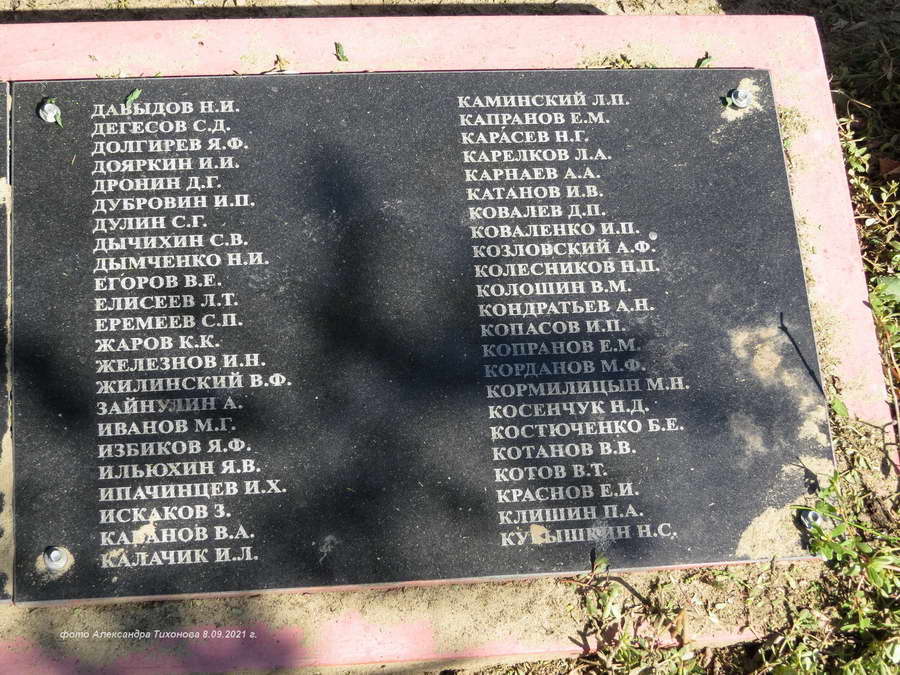 ДАВЫДОВ Н.И.
ДЕГЕСОВ С.Д.
ДОЛГИРЕВ Я.Ф.
ДОЯРКИН И.И.
ДРОНИН Д.Г.
ДУБРОВИН И.П.
ДУЛИН С.Г.
ДЫЧИХИН С.В.
ДЫМЧЕНКО Н.И.
ЕГОРОВ В.Е.
ЕЛИСЕЕВ Л.Т.
ЕРЕМЕЕВ С.П.
ЖАРОВ К.К.
ЖЕЛЕЗНОВ И.Н.
ЖИЛИНСКИЙ В.Ф.
ЗАЙНУЛИН А.
ИВАНОВ М.Г.
ИЗБИКОВ Я.Ф.
ИЛЬЮХИН Я.В.
ИПАЧИНЦЕВ И.Х.
ИСКАКОВ З.
В.А.
КАЛАЧИК И.Л.
КАМИНСКИЙ Л.П.
КАПРАНОВ Е.М.
КАРАСЕВ Н.Г.
КАРЕЛКОВ Л.А.
КАРНАЕВ А.А.
КАТАНОВ И.В.
КОВАЛЕВ Д.П.
КОВАЛЕНКО И.П.
КОЗЛОВСКИЙ А.Ф.
КОЛЕСНИКОВ Н.П.
КОЛОШИН В.М.
КОНДРАТЬЕВ А.Н.
КОПАСОВ И.П.
КОПРАНОВ Е.М.
КОРДАНОВ М.Ф.
КОРМИЛИЦЫН М.Н.
КОСЕНЧУК Н.Д.
КОСТЮЧЕНКО Б.Е.
КОТАНОВ В.В.
КОТОВ В.Т.
КРАСНОВ Е.И.
КЛИШИН П.А.
Н.С.
фото Александра Тихонова 8.09.2021 г.